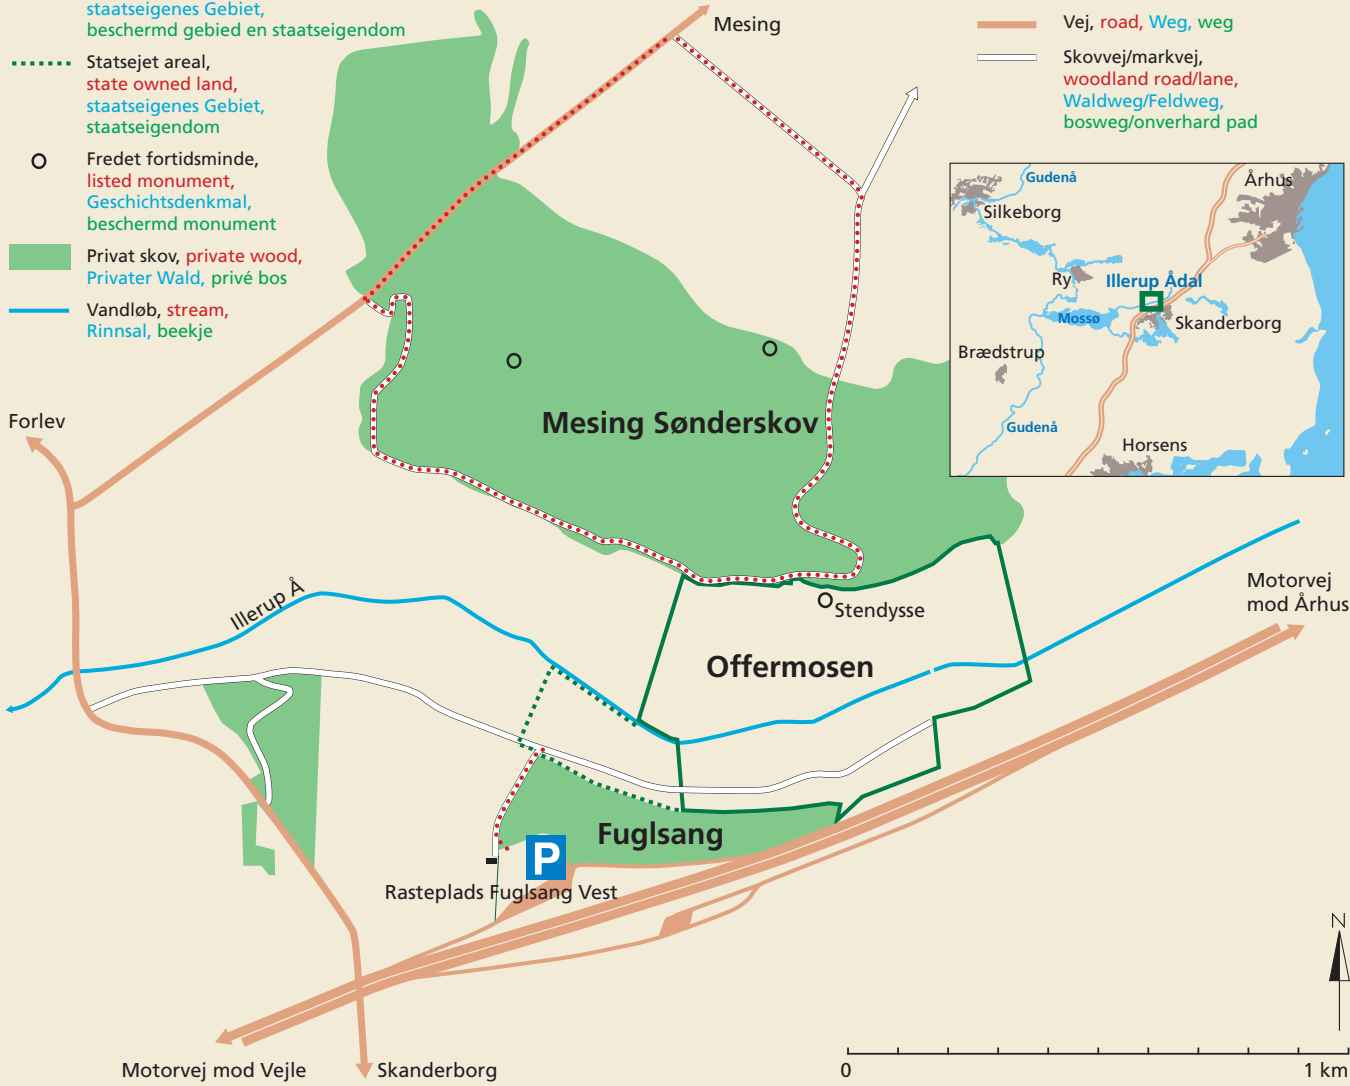 staatseigenes Gebiet,
beschermd gebied en staatseigendom
Statsejet areal,
state owned land,
staatseigenes Gebiet,
staatseigendom
Fredet fortidsminde,
listed monument,
Geschichtsdenkmal,
beschermd monument
Privat skov, private wood,
Privater Wald, privé bos
Vandløb, stream,
Rinnsal, beekje
Mesing
Vej, road, Weg, weg
Skovvej/markvej,
woodland road/lane,
Waldweg/Feldweg,
bosweg/onverhard pad
Gudenå
Århus
Silkeborg
Ry
Illerup Ådal
Mossø
Skanderborg
Brædstrup
Gudenå
Horsens
Forlev
Mesing Sønderskov
Illerup Å
Stendysse
Motorvej
mod Århus
Offermosen
Fuglsang
P
Rasteplads Fuglsang Vest
N
Motorvej mod Vejle
Skanderborg
0
1 km